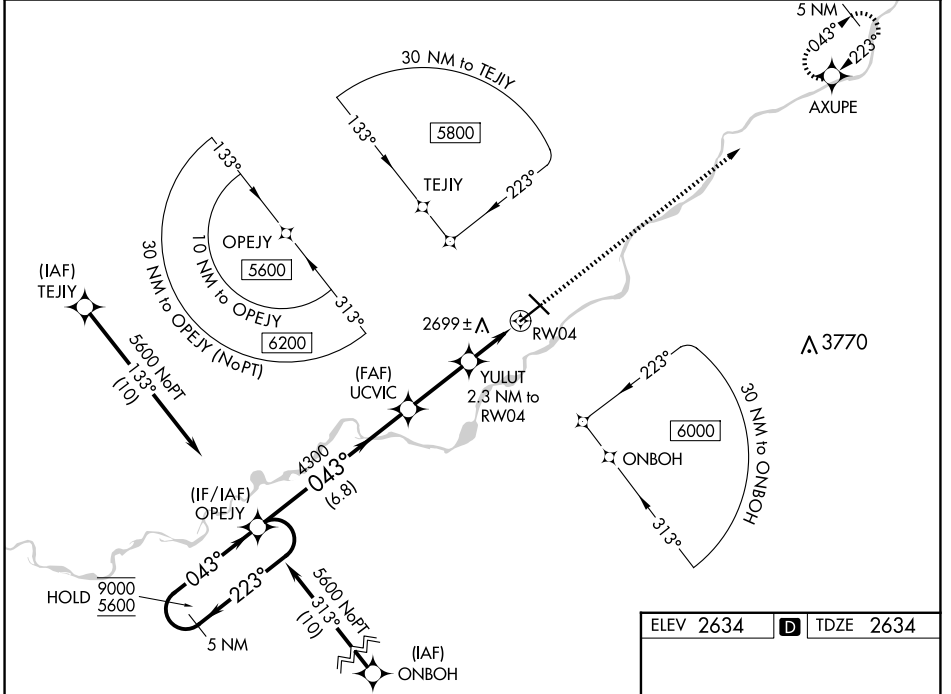 5 NM
043°
223°
AXUPE
30 NM to TEJIY
5800
133°
223°
TEJIY
133°
OPEJY
5600
10 NM to OPEJY
6200
30 NM to OPEJY (NoPT)
313°
(IAF)
TEJIY
5600 NoPT
133°
(10)
2699 ±
RW04
3770
(FAF)
UCVIC
YULUT
2.3 NM to
RW04
223°
6000
ONBOH
30 NM to ONBOH
313°
4300
043°
(6.8)
(IF/IAF)
OPEJY
043°
223°
HOLD 9000
5600
5 NM
5600 NoPT
313°
(10)
(IAF)
ONBOH
ELEV 2634 D TDZE 2634